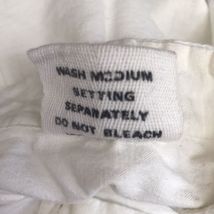 WASH MEDIUM
SETTING
SEPARATELY
DO NOT BLEACH